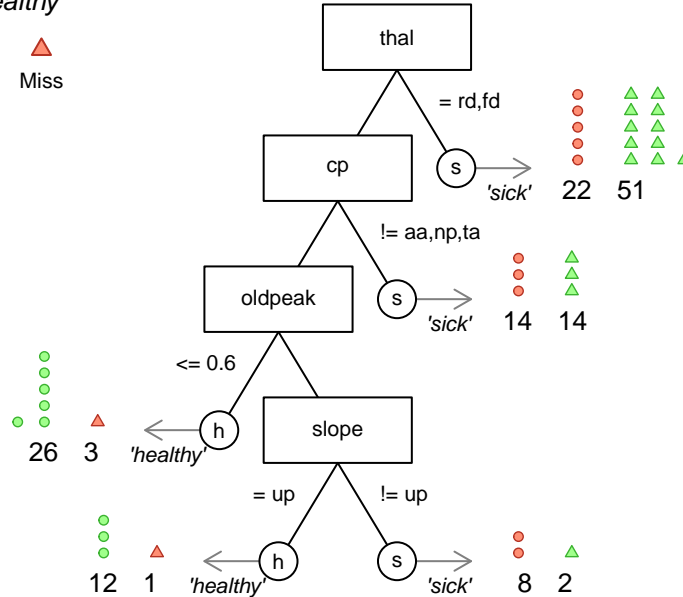 Miss
thal
= rd,fd
s
'sick'
22 51
cp
!= aa,np,ta
s
'sick'
14 14
oldpeak
<= 0.6
h
'healthy'
26 3
slope
= up
!= up
h
'healthy'
12 1
s
'sick'
8 2